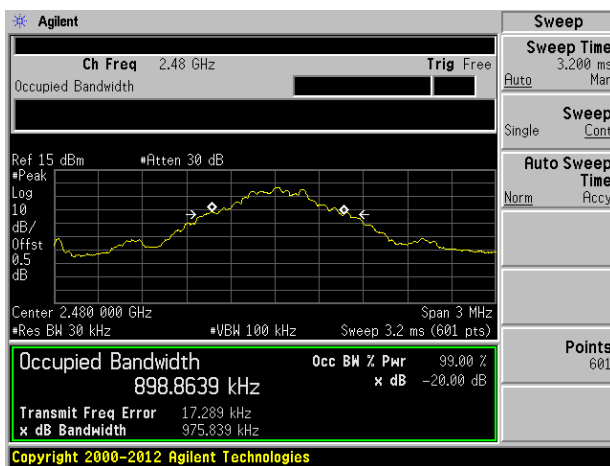 Agilent
Sweep
Ch Freq 2.48 GHz Trig Free
Occupied Bandwidth
Sweep Time
3.200 ms
Auto Man
Sweep
Single Cont
Auto Sweep
Time
Norm Accy
Points
601
Ref 15 dBm #Atten 30 dB
#Peak
Log
10
dB/
Offst
0.5
dB
Center 2.480 000 GHz Span 3 MHz
#Res BW 30 kHz #VBW 100 kHz Sweep 3.2 ms (601 pts)
Occupied Bandwidth Occ BW % Pwr 99.00 %
898.8639 kHz x dB -20.00 dB
Transmit Freq Error 17.289 kHz
x dB Bandwidth 975.839 kHz
Copyright 2000-2012 Agilent Technologies